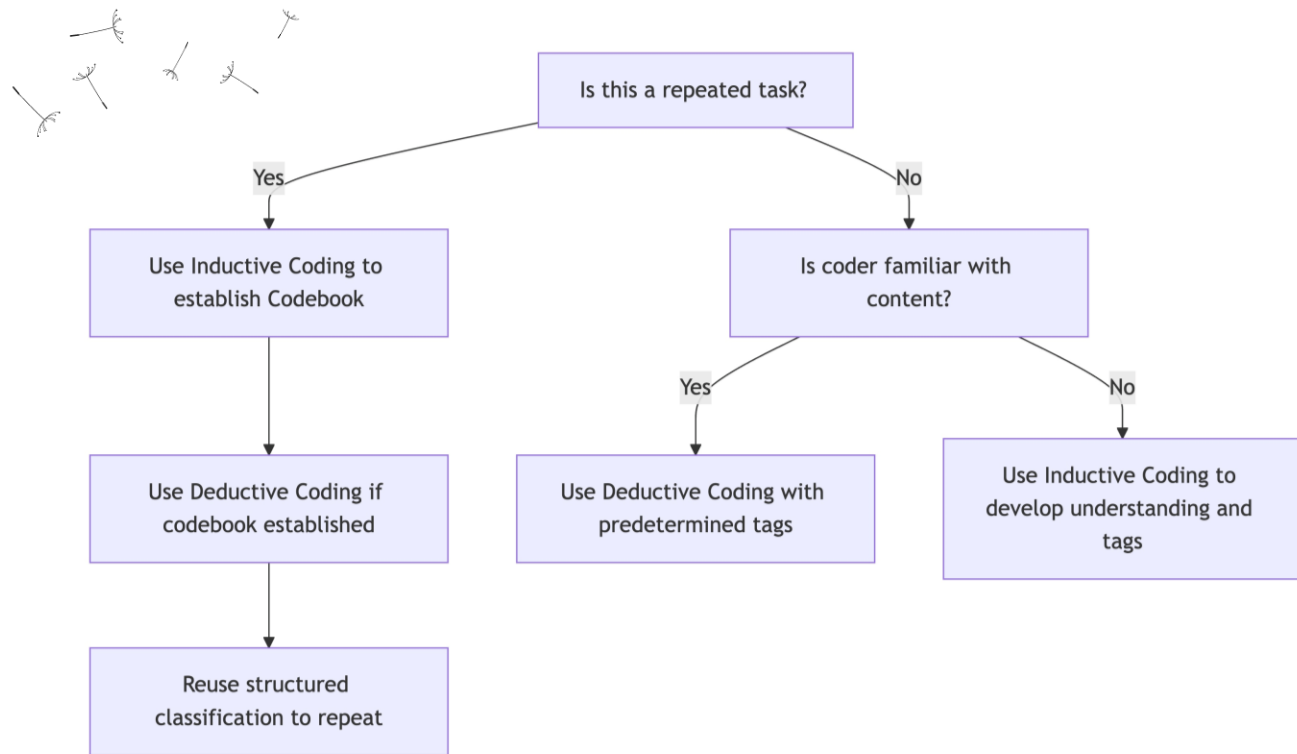 Is this a repeated task?
Yes
No
Use Inductive Coding to
establish Codebook
Is coder familiar with
content?
Yes
No
Use Deductive Coding if
codebook established
Use Deductive Coding with
predetermined tags
Use Inductive Coding to
develop understanding and
tags
Reuse structured
classification to repeat